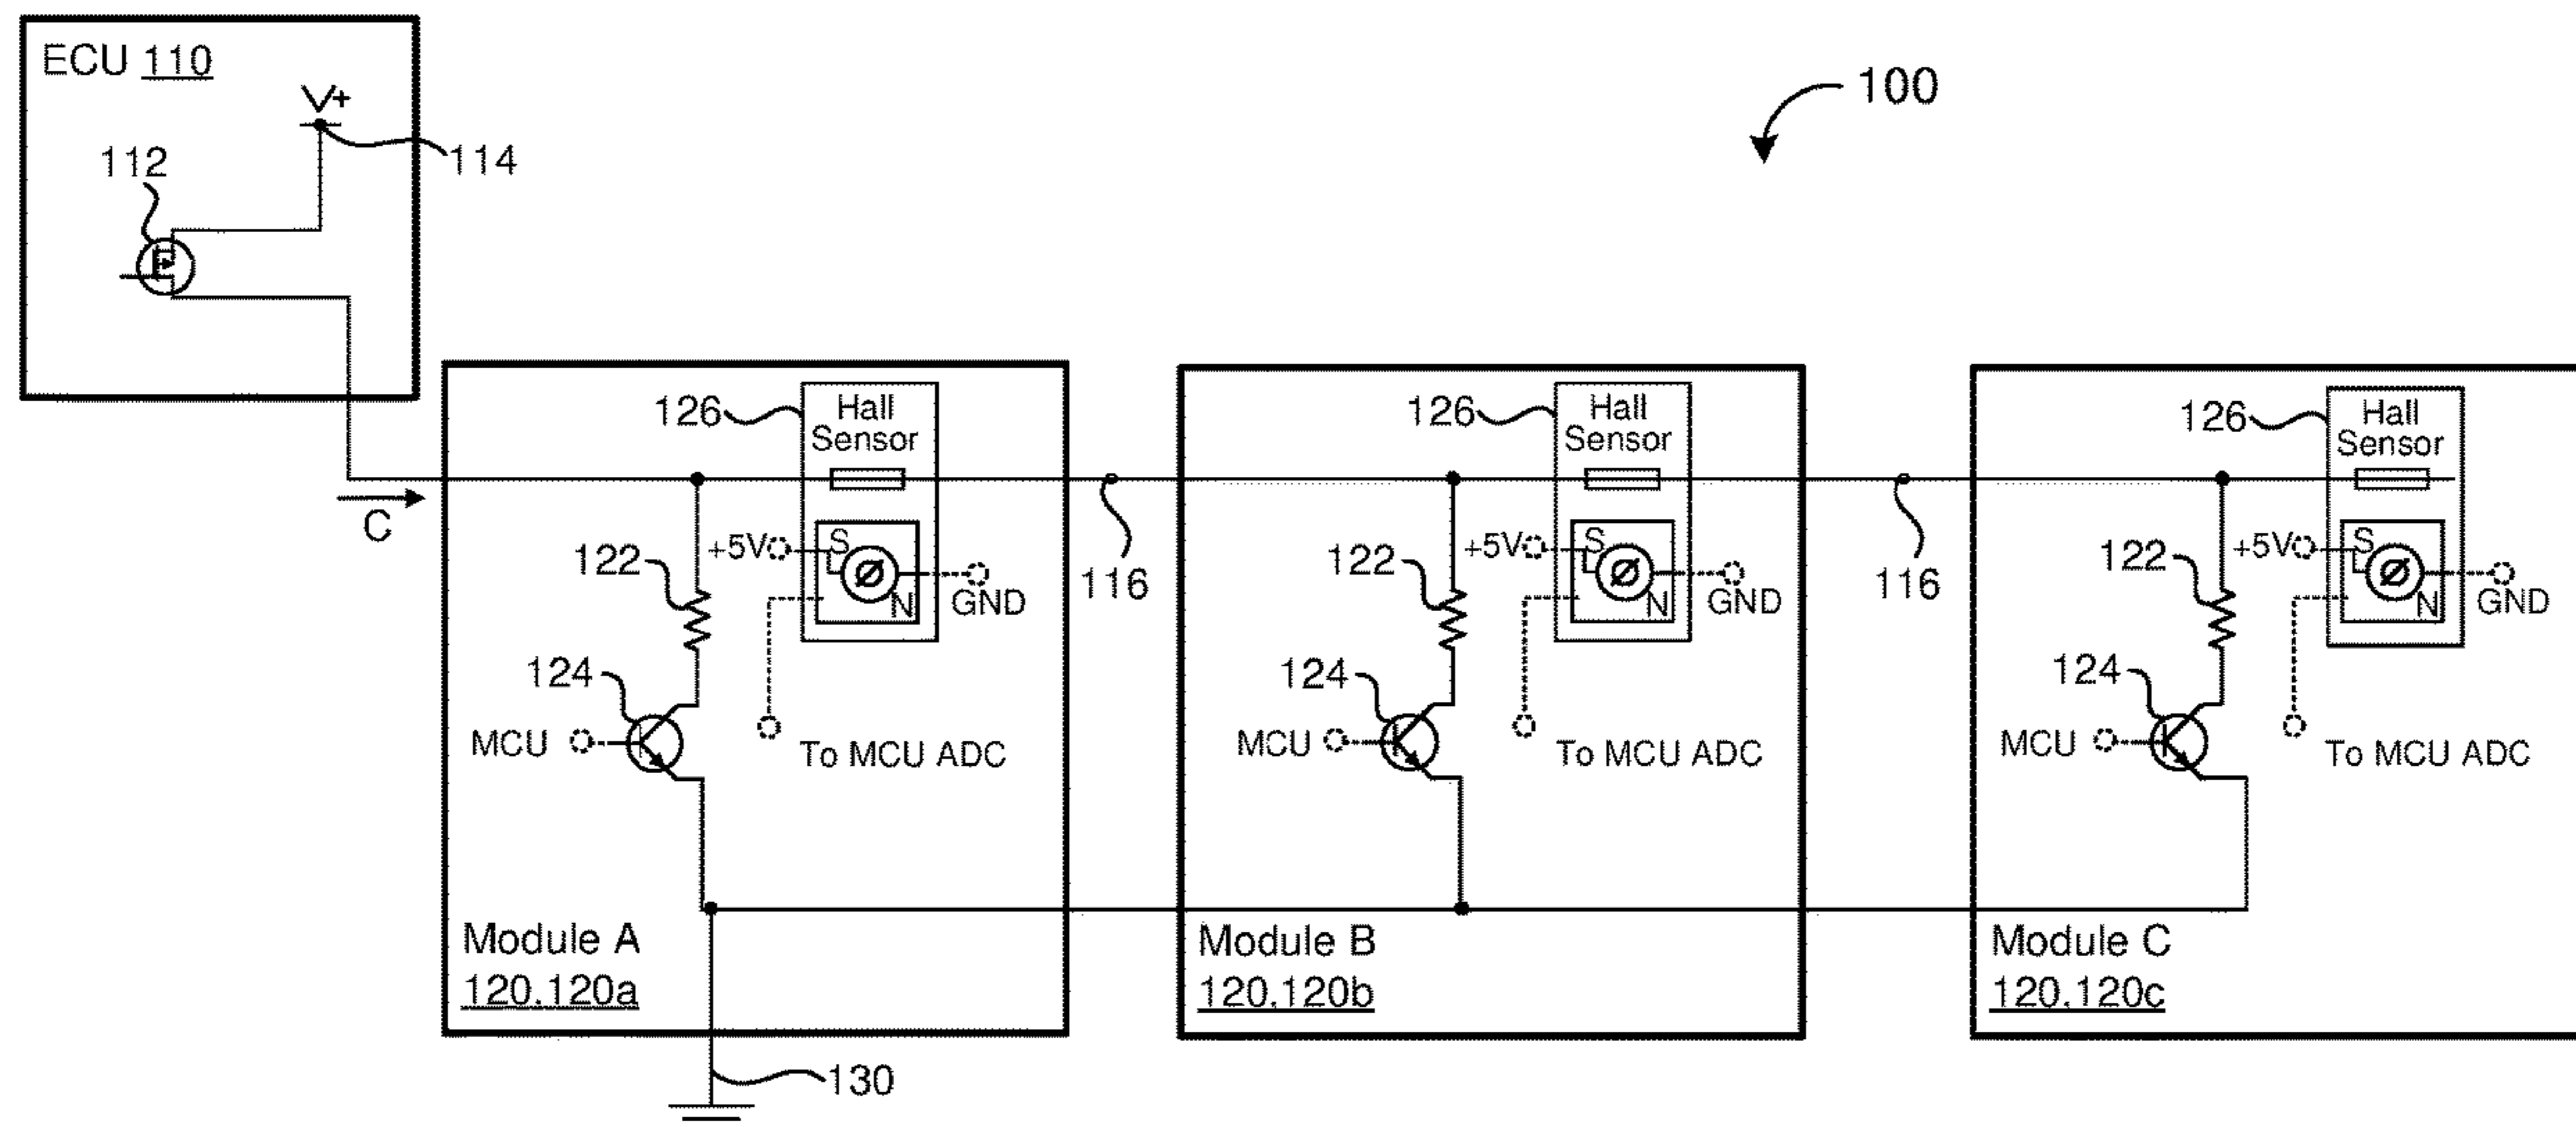 ECU 110
V+
114
112
100
C
126
Hall
Sensor
+5V
S
N
GND
122
124
MCU
To MCU ADC
Module A
120,120a
116
126
Hall
Sensor
+5V
S
N
GND
122
124
MCU
To MCU ADC
Module B
120,120b
116
126
Hall
Sensor
+5V
S
N
GND
122
124
MCU
To MCU ADC
Module C
120,120c
130